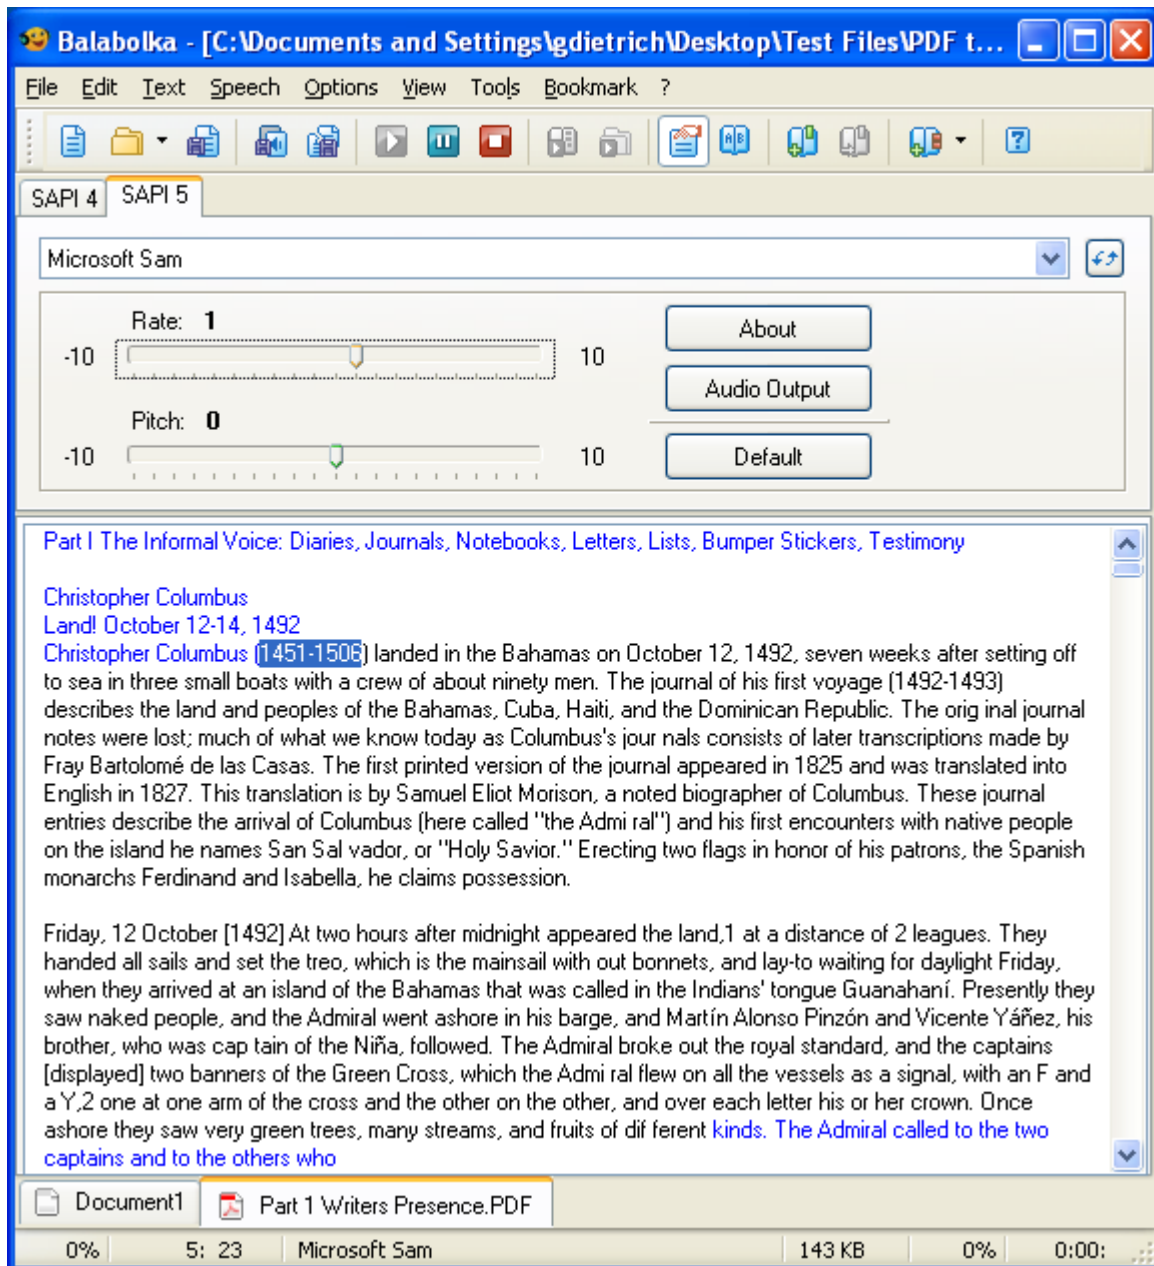 Balabolka - [C:\Documents and Settings\gdietrich\Desktop\Test Files\PDF t...
File Edit Text Speech Options View Tools Bookmark ?
SAPI 4 SAPI 5
Microsoft Sam
Rate: 1
-10 10
About
Audio Output
Pitch: 0
-10 10
Default
Part I The Informal Voice: Diaries, Journals, Notebooks, Letters, Lists, Bumper Stickers, Testimony
Christopher Columbus
Land! October 12-14, 1492
Christopher Columbus (1451-1506) landed in the Bahamas on October 12, 1492, seven weeks after setting off
to sea in three small boats with a crew of about ninety men. The journal of his first voyage (1492-1493)
describes the land and peoples of the Bahamas, Cuba, Haiti, and the Dominican Republic. The orig inal journal
notes were lost; much of what we know today as Columbus's jour nals consists of later transcriptions made by
Fray Bartolomé de las Casas. The first printed version of the journal appeared in 1825 and was translated into
English in 1827. This translation is by Samuel Eliot Morison, a noted biographer of Columbus. These journal
entries describe the arrival of Columbus (here called "the Admi ral") and his first encounters with native people
on the island he names San Sal vador, or "Holy Savior." Erecting two flags in honor of his patrons, the Spanish
monarchs Ferdinand and Isabella, he claims possession.
Friday, 12 October [1492] At two hours after midnight appeared the land,1 at a distance of 2 leagues. They
handed all sails and set the treo, which is the mainsail with out bonnets, and lay-to waiting for daylight Friday,
when they arrived at an island of the Bahamas that was called in the Indians' tongue Guanahaní. Presently they
saw naked people, and the Admiral went ashore in his barge, and Martín Alonso Pinzón and Vicente Yáñez, his
brother, who was cap tain of the Niña, followed. The Admiral broke out the royal standard, and the captains
[displayed] two banners of the Green Cross, which the Admi ral flew on all the vessels as a signal, with an F and
a Y,2 one at one arm of the cross and the other on the other, and over each letter his or her crown. Once
ashore they saw very green trees, many streams, and fruits of dif ferent kinds. The Admiral called to the two
captains and to the others who
Document1 Part 1 Writers Presence.PDF
0% 5: 23 Microsoft Sam 143 KB 0% 0:00: